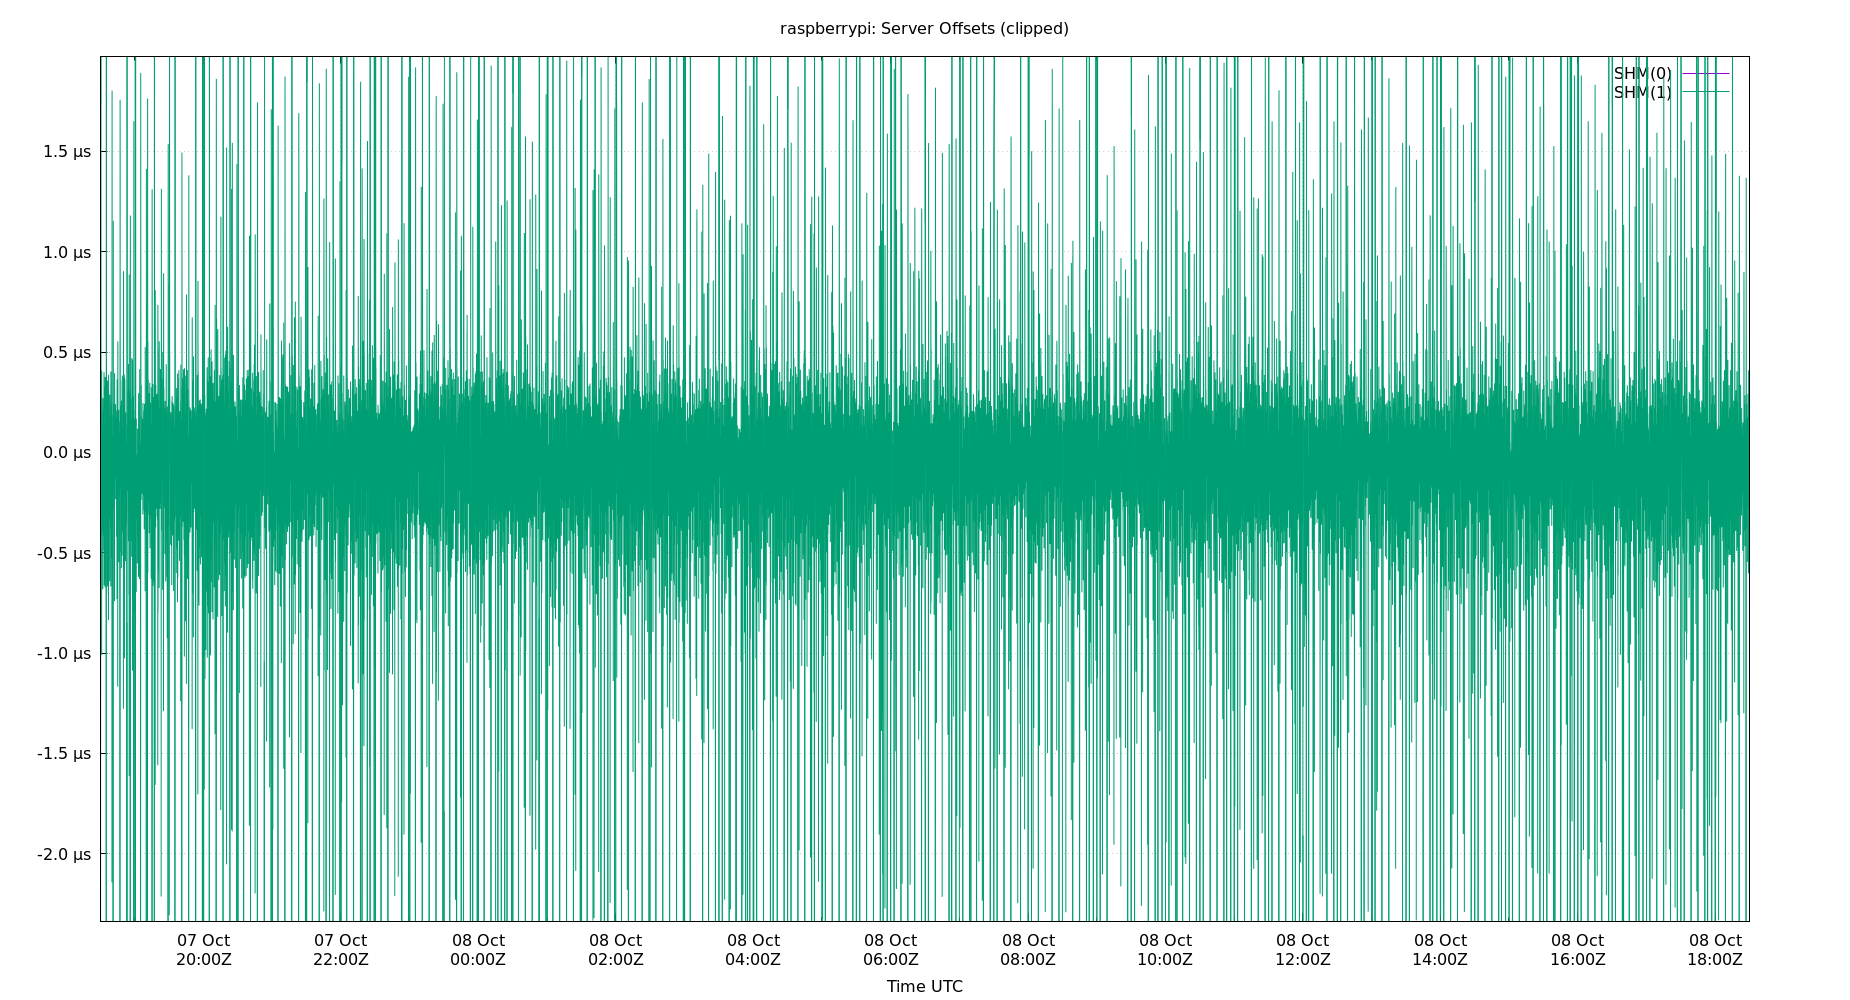 raspberrypi: Server Offsets (clipped)
SHM(0)
SHM(1)
1.5 µs
1.0 µs
0.5 µs
0.0 µs
-0.5 µs
-1.0 µs
-1.5 µs
-2.0 µs
07 Oct 07 Oct 08 Oct 08 Oct 08 Oct 08 Oct 08 Oct 08 Oct 08 Oct 08 Oct 08 Oct 08 Oct
20:00Z 22:00Z 00:00Z 02:00Z 04:00Z 06:00Z 08:00Z 10:00Z 12:00Z 14:00Z 16:00Z 18:00Z
Time UTC